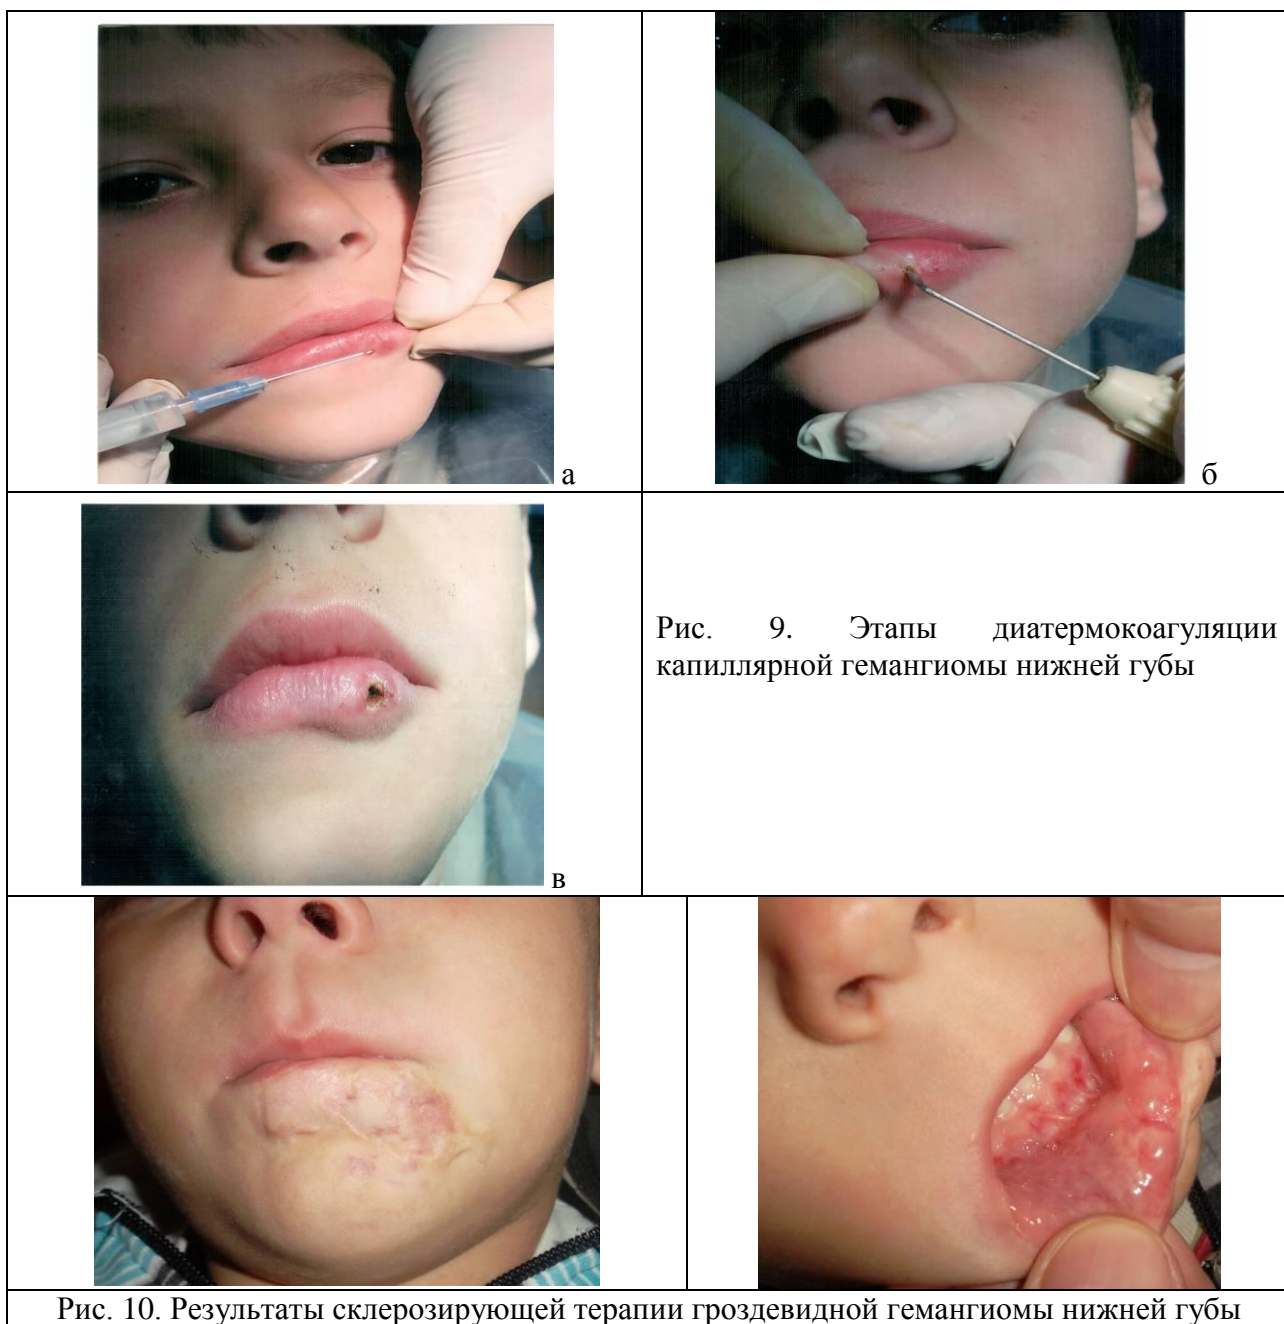 а
б
в
Рис. 9. Этапы диатермокоагуляции
капиллярной гемангиомы нижней губы
Рис. 10. Результаты склерозирующей терапии гроздевидной гемангиомы нижней губы